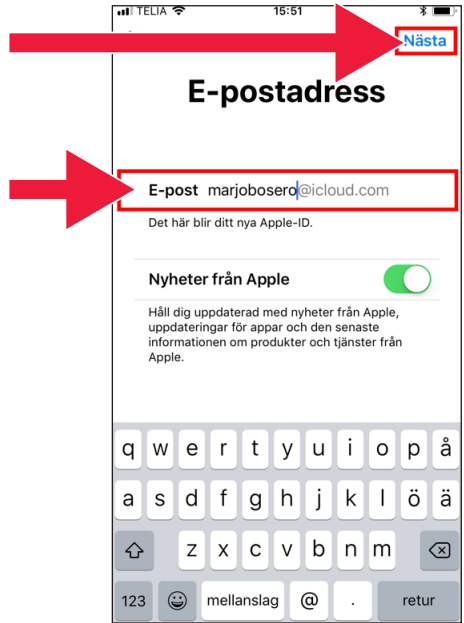 TELIA 15:51
Nästa
E-postadress
E-post marjobosero@icloud.com
Det här blir ditt nya Apple-ID.
Nyheter från Apple
Håll dig uppdaterad med nyheter från Apple,
uppdateringar för appar och den senaste
informationen om produkter och tjänster från
Apple.
q w e r t y u i o p å
a s d f g h j k l ö ä
z x c v b n m
123 mellanslag @ . retur